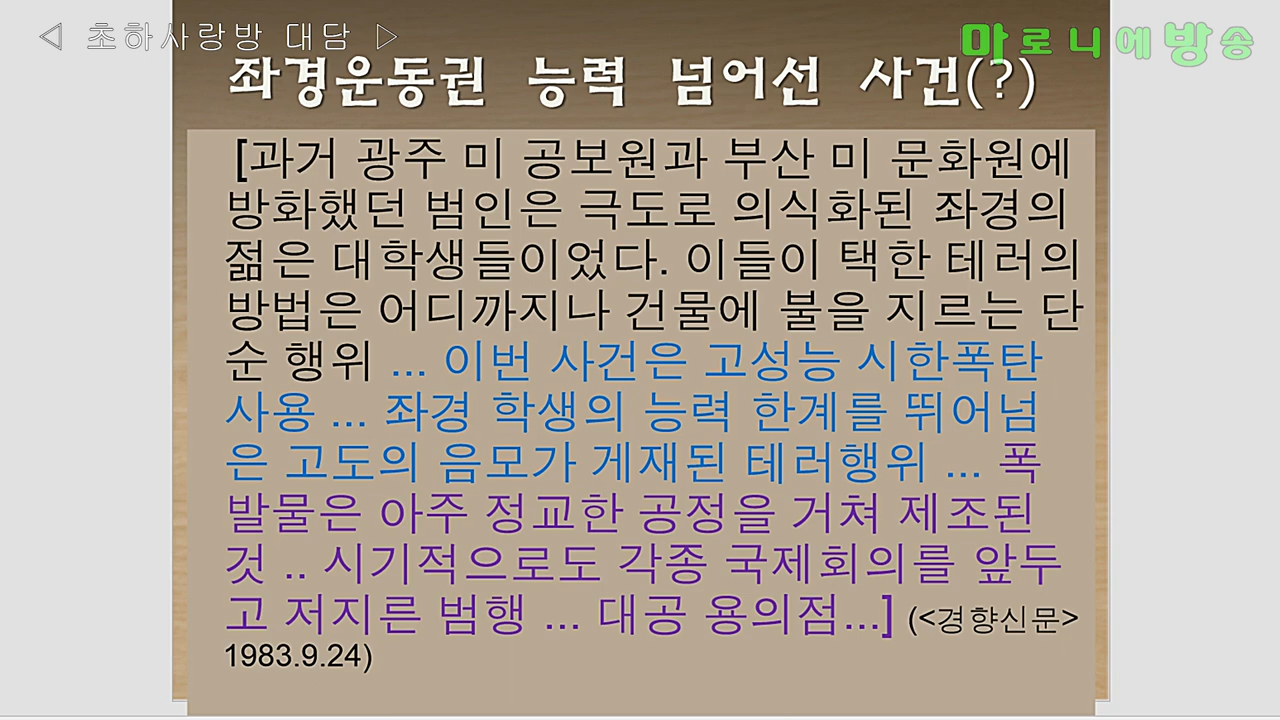 ◁ 초하사랑방 대담 ▷
마로니에방송
좌경운동권 능력 넘어선 사건(?)
[과거 광주 미 공보원과 부산 미 문화원에
방화했던 범인은 극도로 의식화된 좌경의
젊은 대학생들이었다. 이들이 택한 테러의
방법은 어디까지나 건물에 불을 지르는 단
순 행위 ... 이번 사건은 고성능 시한폭탄
사용 ... 좌경 학생의 능력 한계를 뛰어넘
은 고도의 음모가 게재된 테러행위 ... 폭
발물은 아주 정교한 공정을 거쳐 제조된
것 .. 시기적으로도 각종 국제회의를 앞두
고 저지른 범행 ... 대공 용의점...] (<경향신문>
1983.9.24)